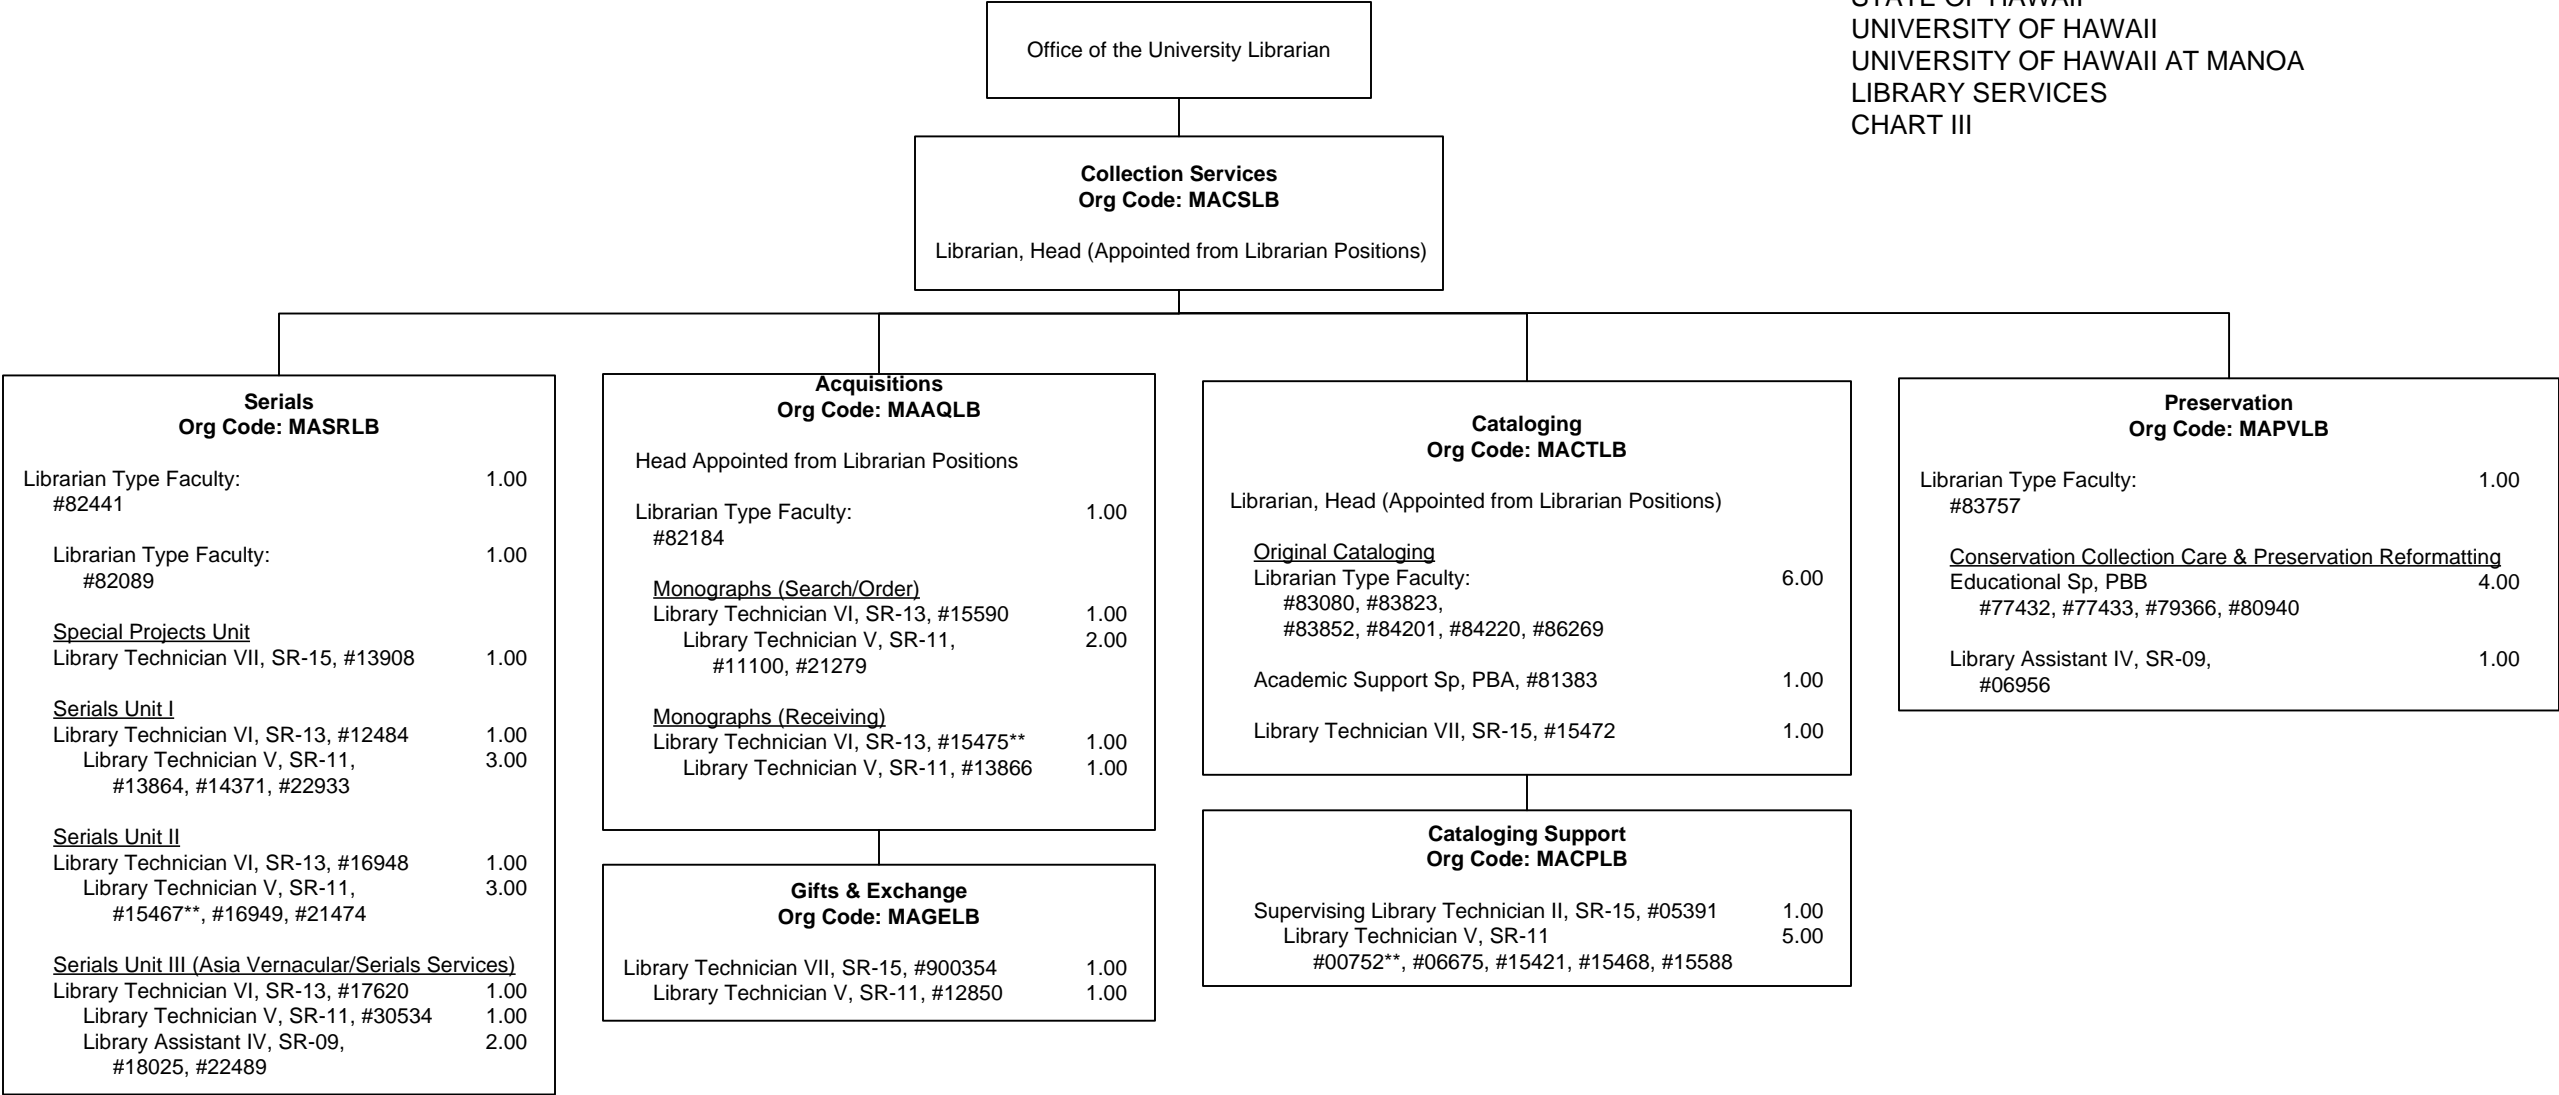 STATE OF HAWAII
UNIVERSITY OF HAWAII
UNIVERSITY OF HAWAII AT MANOA
LIBRARY SERVICES
CHART III
Office of the University Librarian
Collection Services
Org Code: MACSLB
Librarian, Head (Appointed from Librarian Positions)
Serials
Org Code: MASRLB
Librarian Type Faculty: 1.00
#82441
Librarian Type Faculty: 1.00
#82089
Special Projects Unit
Library Technician VII, SR-15, #13908 1.00
Serials Unit I
Library Technician VI, SR-13, #12484 1.00
Library Technician V, SR-11, 3.00
#13864, #14371, #22933
Serials Unit II
Library Technician VI, SR-13, #16948 1.00
Library Technician V, SR-11, 3.00
#15467**, #16949, #21474
Serials Unit III (Asia Vernacular/Serials Services)
Library Technician VI, SR-13, #17620 1.00
Library Technician V, SR-11, #30534 1.00
Library Assistant IV, SR-09, 2.00
#18025, #22489
Acquisitions
Org Code: MAAQLB
Head Appointed from Librarian Positions
Librarian Type Faculty: 1.00
#82184
Monographs (Search/Order)
Library Technician VI, SR-13, #15590 1.00
Library Technician V, SR-11, 2.00
#11100, #21279
Monographs (Receiving)
Library Technician VI, SR-13, #15475** 1.00
Library Technician V, SR-11, #13866 1.00
Gifts & Exchange
Org Code: MAGELB
Library Technician VII, SR-15, #900354 1.00
Library Technician V, SR-11, #12850 1.00
Cataloging
Org Code: MACTLB
Librarian, Head (Appointed from Librarian Positions)
Original Cataloging
Librarian Type Faculty: 6.00
#83080, #83823,
#83852, #84201, #84220, #86269
Academic Support Sp, PBA, #81383 1.00
Library Technician VII, SR-15, #15472 1.00
Cataloging Support
Org Code: MACPLB
Supervising Library Technician II, SR-15, #05391 1.00
Library Technician V, SR-11 5.00
#00752**, #06675, #15421, #15468, #15588
Preservation
Org Code: MAPVLB
Librarian Type Faculty: 1.00
#83757
Conservation Collection Care & Preservation Reformatting
Educational Sp, PBB 4.00
#77432, #77433, #79366, #80940
Library Assistant IV, SR-09, 1.00
#06956